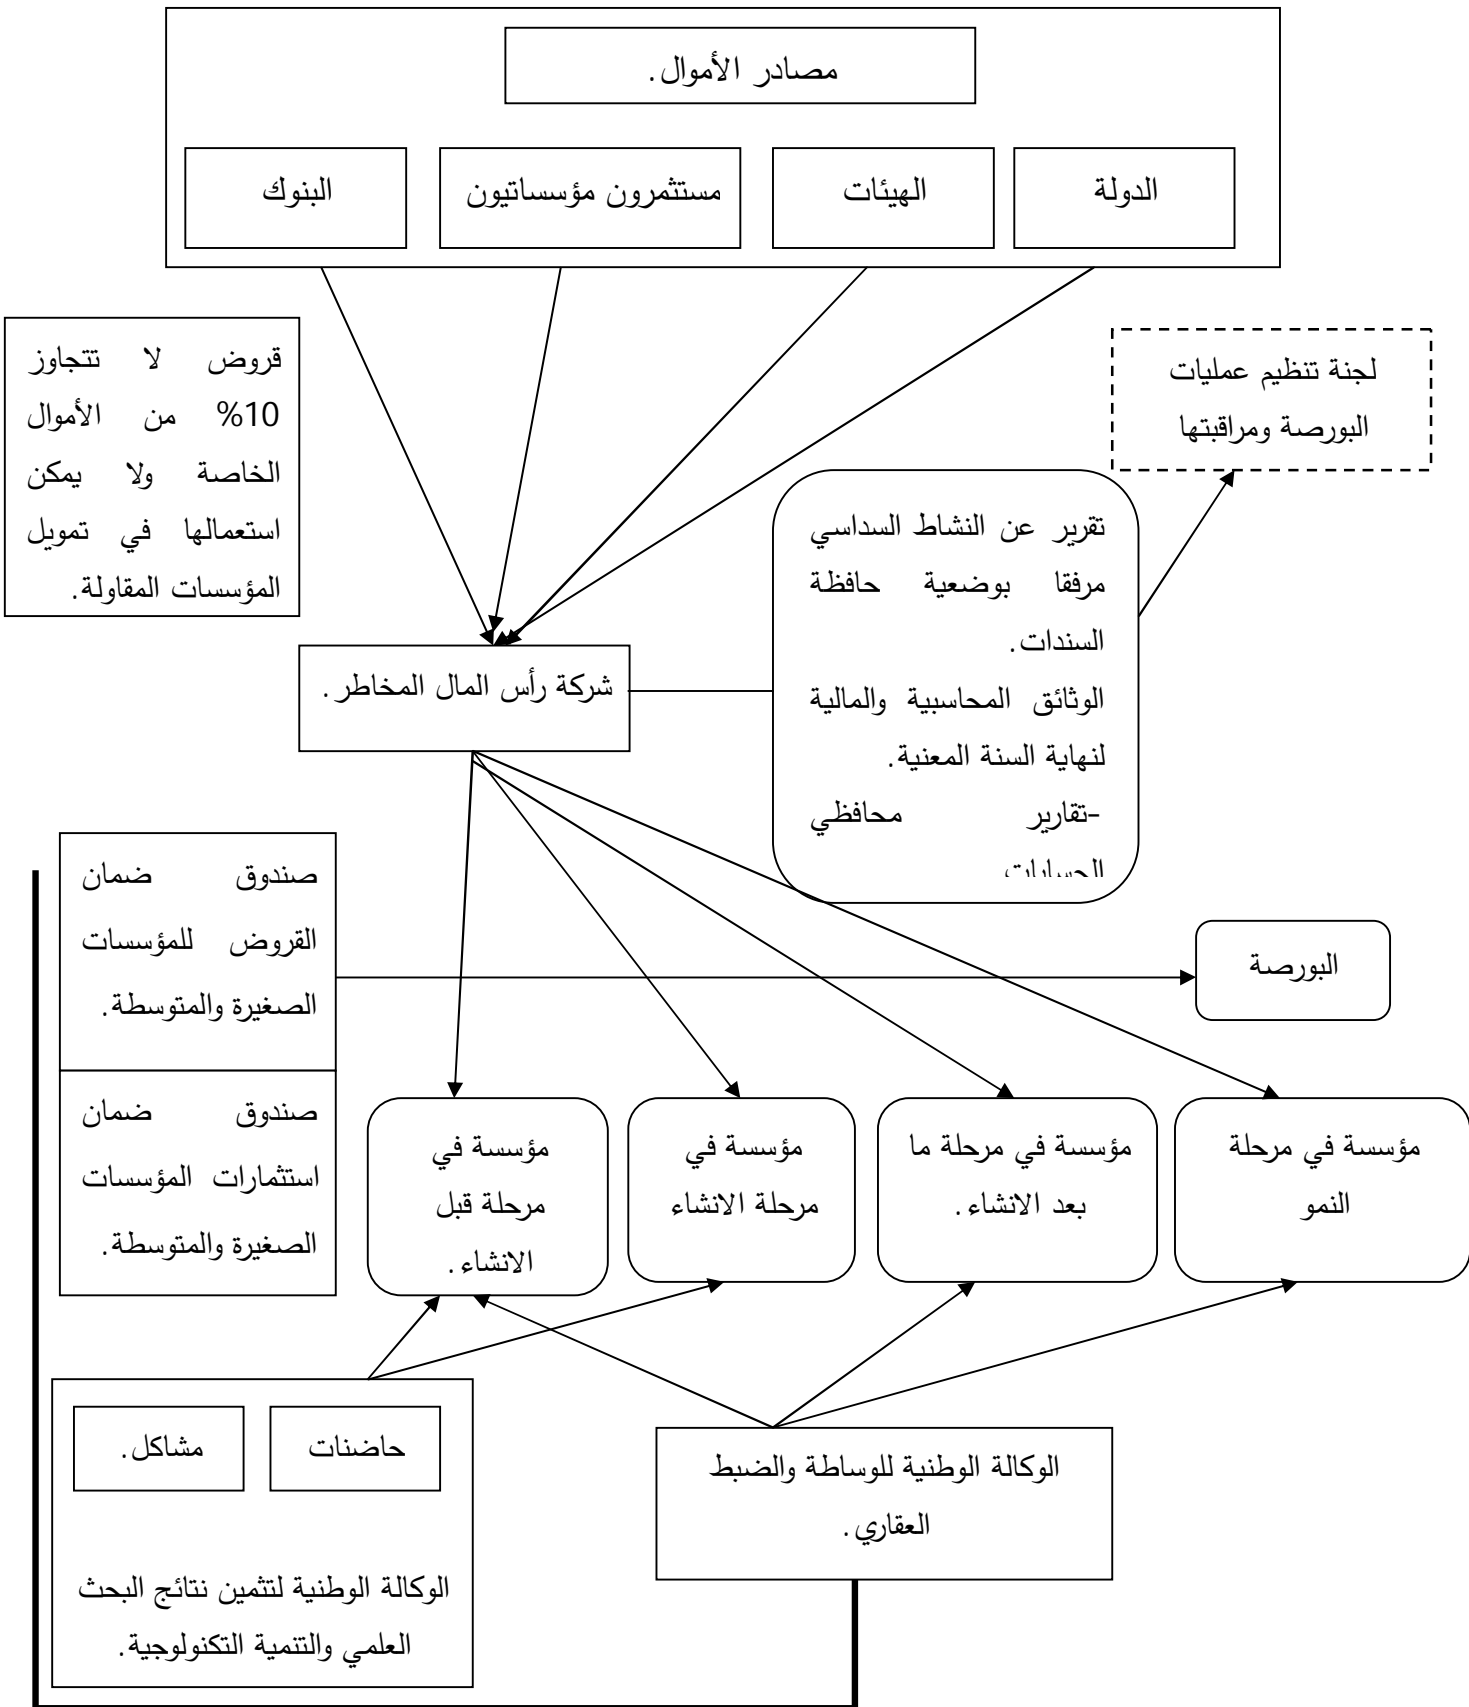 مصادر الأموال.
الدولة
الهيئات
مستثمرون مؤسساتيون
البنوك
قروض لا تتجاوز
10% من الأموال
الخاصة ولا يمكن
استعمالها في تمويل
المؤسسات المقاولة.
لجنة تنظيم عمليات
البورصة ومراقبتها
تقرير عن النشاط السداسي
مرفقا بوضعية حافظة
السندات.
الوثائق المحاسبية والمالية
لنهاية السنة المعنية.
-تقارير محافظي
الحسابات
شركة رأس المال المخاطر.
صندوق ضمان
القروض للمؤسسات
الصغيرة والمتوسطة.
البورصة
صندوق ضمان
استثمارات المؤسسات
الصغيرة والمتوسطة.
مؤسسة في مرحلة
النمو
مؤسسة في مرحلة ما
بعد الانشاء.
مؤسسة في
مرحلة الانشاء
مؤسسة في
مرحلة قبل
الانشاء.
حاضنات
مشاكل.
الوكالة الوطنية لتثمين نتائج البحث
العلمي والتنمية التكنولوجية.
الوكالة الوطنية للوساطة والضبط
العقاري.